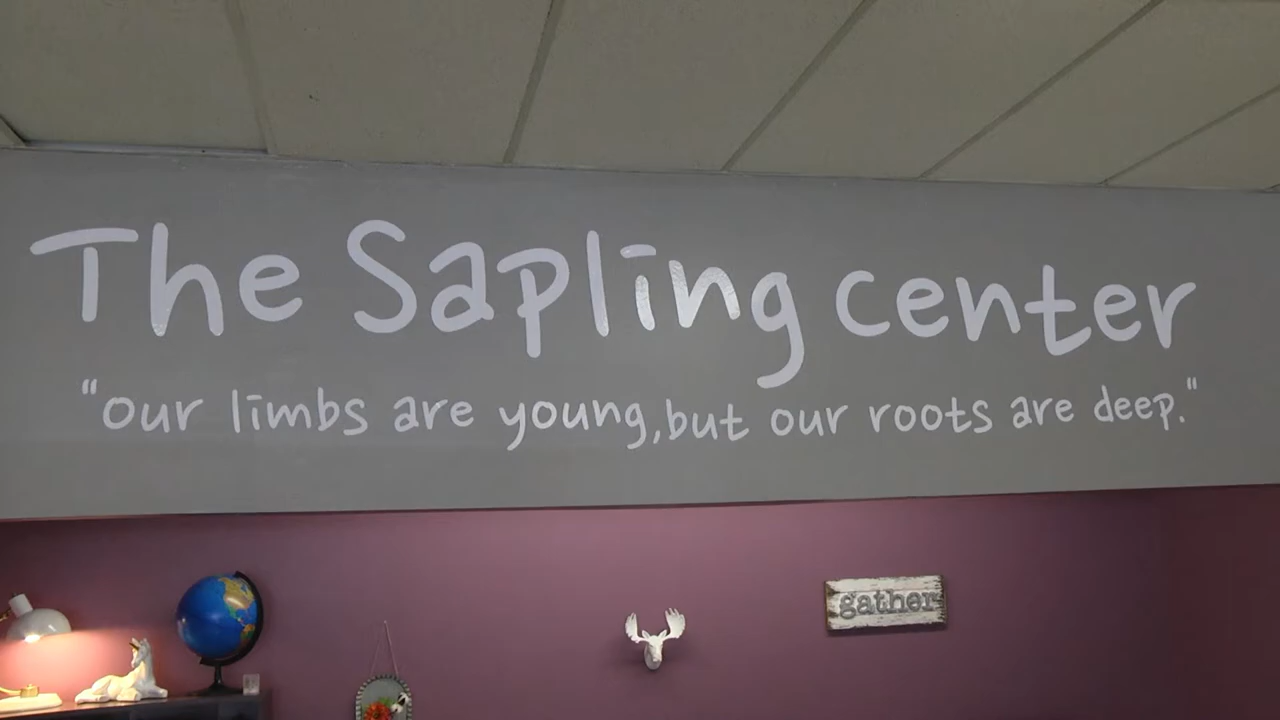 The Sapling center
"our limbs are young, but our roots are deep."
gather